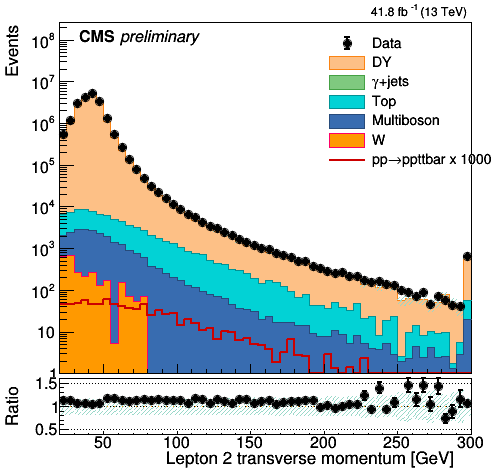 41.8 fb⁻¹ (13 TeV)
CMS preliminary
Events
10⁸
10⁷
10⁶
10⁵
10⁴
10³
10²
10
1
Data
DY
γ+jets
Top
Multiboson
W
pp→ppttbar x 1000
Ratio
1.5
1
0.5
50 100 150 200 250 300
Lepton 2 transverse momentum [GeV]